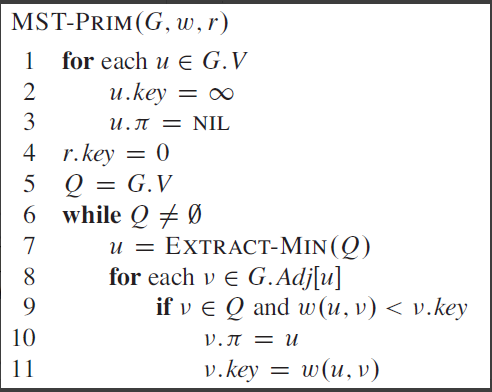 MST-PRIM(G, w, r)
1 for each u ∈ G.V
2 u.key = ∞
3 u.π = NIL
4 r.key = 0
5 Q = G.V
6 while Q ≠ ∅
7 u = EXTRACT-MIN(Q)
8 for each v ∈ G.Adj[u]
9 if v ∈ Q and w(u, v) < v.key
10 v.π = u
11 v.key = w(u, v)